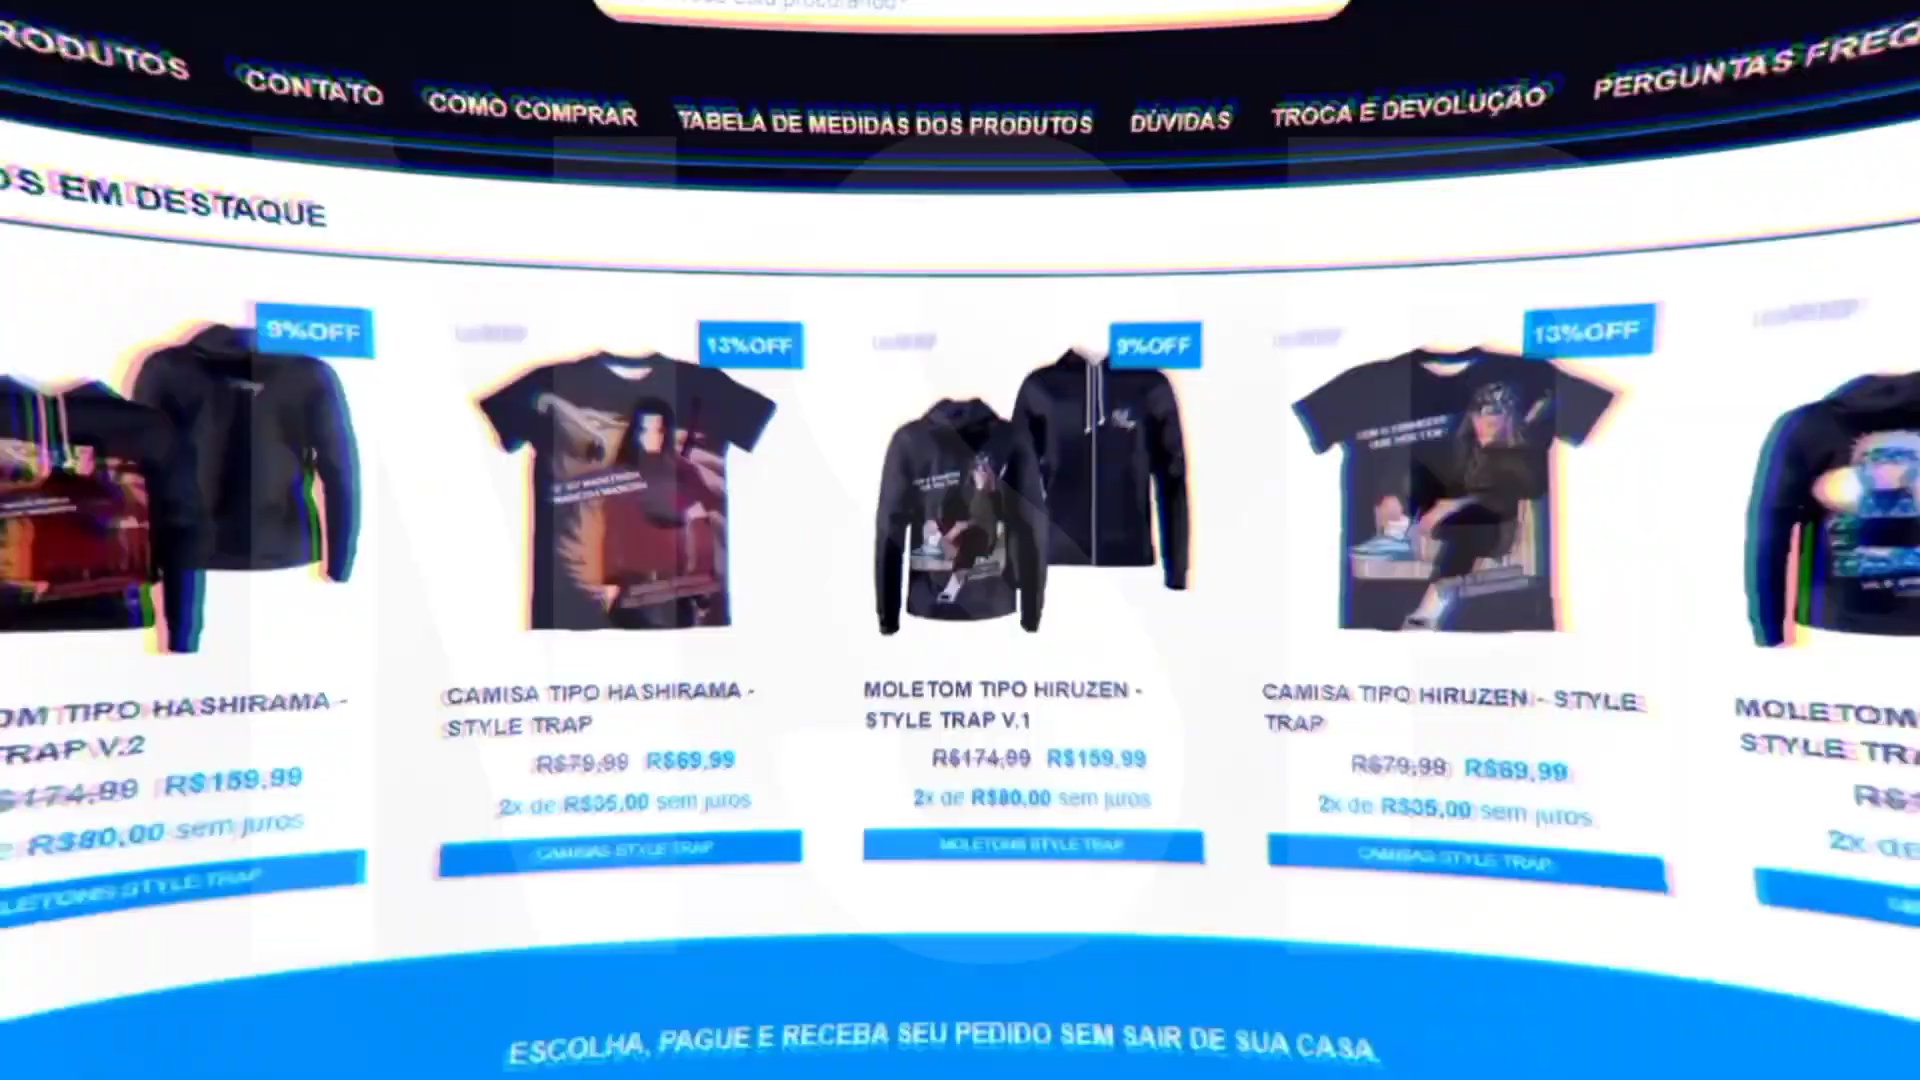 RODUTOS CONTATO COMO COMPRAR TABELA DE MEDIDAS DOS PRODUTOS DÚVIDAS TROCA E DEVOLUÇÃO PERGUNTAS FREQ
OS EM DESTAQUE
9%OFF
13%OFF
9%OFF
13%OFF
OM TIPO HASHIRAMA -
TRAP V.2
R$159,99
R$80,00 sem juros
MOLETONS STYLE TRAP
CAMISA TIPO HASHIRAMA -
STYLE TRAP
R$79,99 R$69,99
2x de R$35,00 sem juros
CAMISAS STYLE TRAP
MOLETOM TIPO HIRUZEN -
STYLE TRAP V.1
R$174,99 R$159,99
2x de R$80,00 sem juros
MOLETONS STYLE TRAP
CAMISA TIPO HIRUZEN - STYLE
TRAP
R$79,99 R$69,99
2x de R$35,00 sem juros
CAMISAS STYLE TRAP
MOLETOM
STYLE TRA
R$
2x de
ESCOLHA, PAGUE E RECEBA SEU PEDIDO SEM SAIR DE SUA CASA